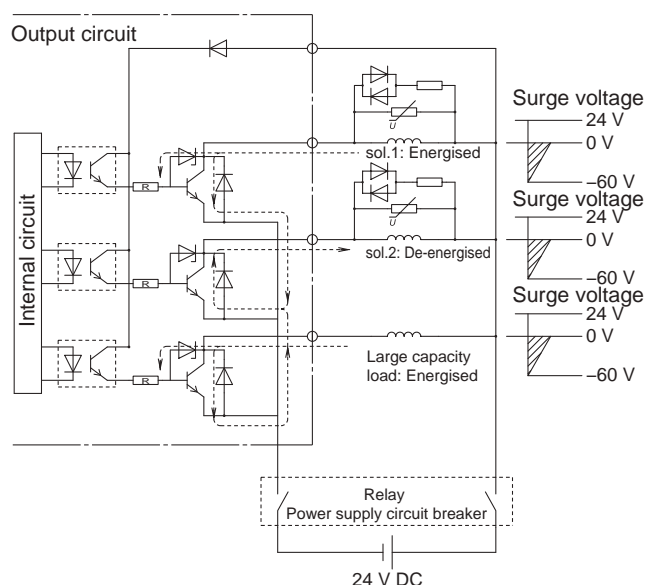 Output circuit
Internal circuit
R
R
R
U
sol.1: Energised
U
sol.2: De-energised
Large capacity
load: Energised
Surge voltage
24 V
0 V
–60 V
Surge voltage
24 V
0 V
–60 V
Surge voltage
24 V
0 V
–60 V
Relay
Power supply circuit breaker
24 V DC